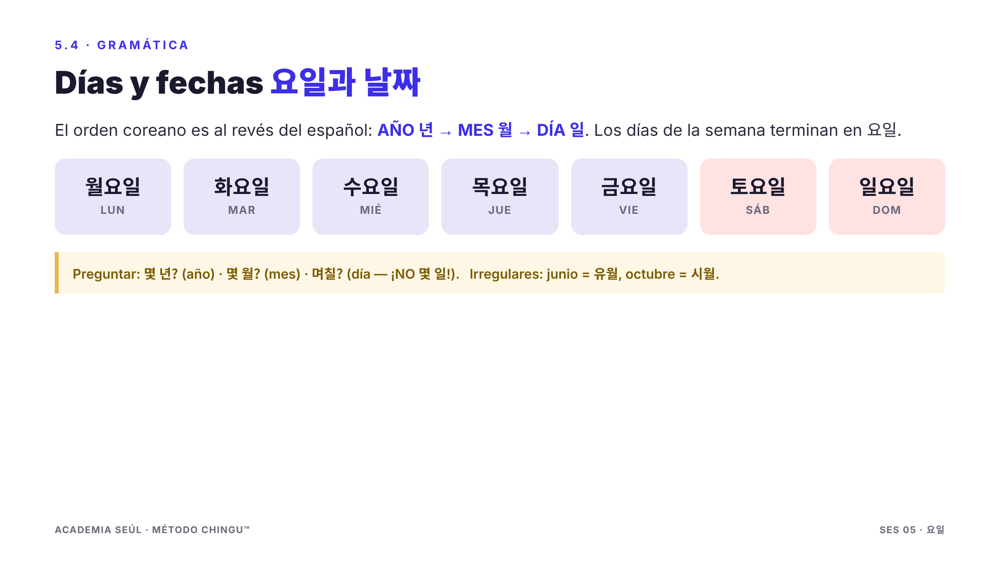 5.4 · GRAMÁTICA
Días y fechas 요일과 날짜
El orden coreano es al revés del español: AÑO 년 → MES 월 → DÍA 일. Los días de la semana terminan en 요일.
월요일 화요일 수요일 목요일 금요일 토요일 일요일
LUN MAR MIÉ JUE VIE SÁB DOM
Preguntar: 몇 년? (año) · 몇 월? (mes) · 며칠? (día — ¡NO 몇 일!). Irregulares: junio = 유월, octubre = 시월.
ACADEMIA SEÚL · MÉTODO CHINGU™ SES 05 · 요일